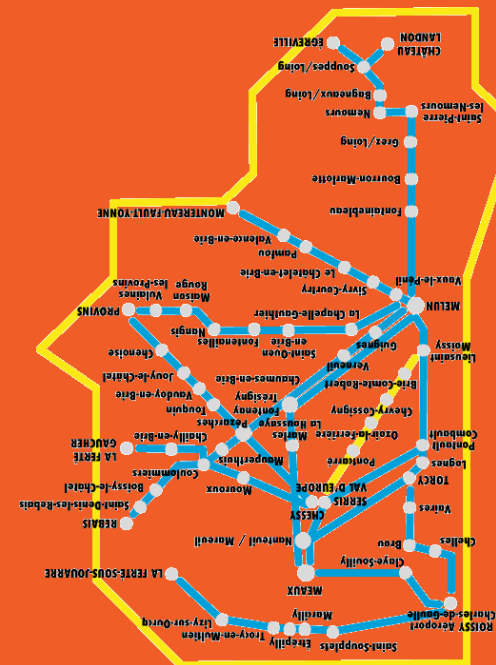 CHÂTEAU
LANDON
ÉGREVILLE
Souppes/Loing
Bagneaux/Loing
Nemours
Saint-Pierre
les-Nemours
Grez/Loing
Bourron-Marlotte
Fontainebleau
MONTEREAU-FAULT-YONNE
Valence-en-Brie
Pamfou
Le Chatelet-en-Brie
Sivry-Courtry
Vaux-le-Pénil
MELUN
PROVINS
Vulaines
les-Provins
Maison
Rouge
Nangis
Fontenailles
Saint-Ouen
en-Brie
La Chapelle-Gauthier
Guignes
Verneuil
Chaumes-en-Brie
Moissy
Lieusaint
Brie-Comte-Robert
Chevry-Cossigny
Ozoir-la-Ferrière
Pontcarré
Chenoise
Jouy-le-Châtel
Vaudoy-en-Brie
Touquin
Pézarches
Fontenay
Trésigny
La Houssaye
Marles
Mauperthuis
LA FERTÉ
GAUCHER
Chailly-en-Brie
Coulommiers
Mouroux
Boissy-le-Châtel
Saint-Denis-les-Rebais
REBAIS
Pontault
Combault
Lognes
TORCY
Vaires
SERRIS
VAL D'EUROPE
CHESSY
Nanteuil / Mareuil
Brou
Chelles
Claye-Souilly
MEAUX
LA FERTÉ-SOUS-JOUARRE
Lizy-sur-Ourcq
Trocy-en-Multien
Etrepilly
Marcilly
Saint-Soupplets
ROISSY Aéroport
Charles-de-Gaulle